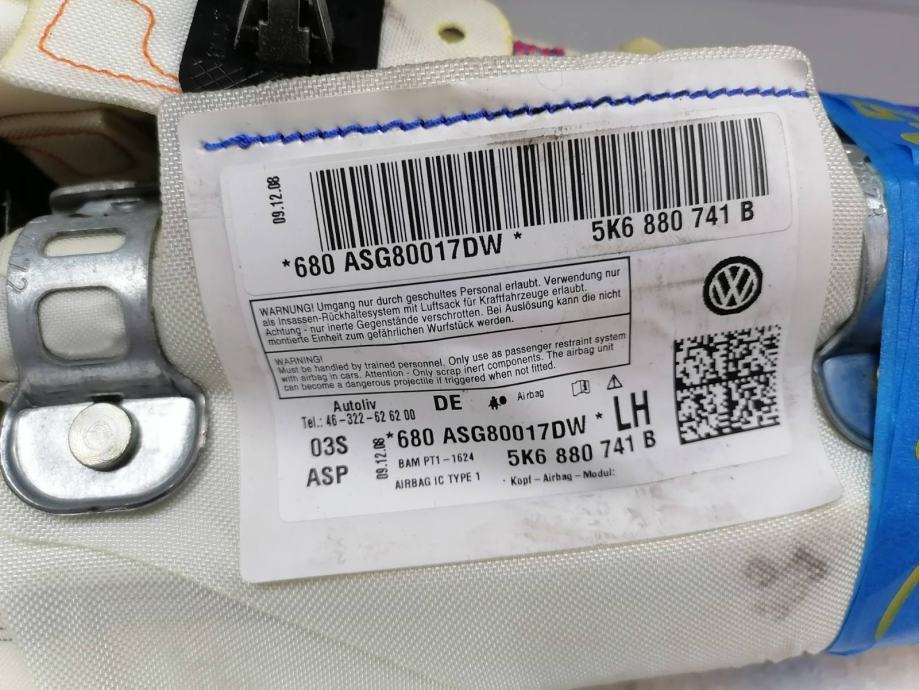 09.12.08
*680 ASG80017DW *
5K6 880 741 B
WARNUNG! Umgang nur durch geschultes Personal erlaubt. Verwendung nur
als Insassen-Rückhaltesystem mit Luftsack für Kraftfahrzeuge erlaubt.
Achtung - nur inerte Gegenstände verschrotten. Bei Auslösung kann die nicht
montierte Einheit zum gefährlichen Wurfstück werden.
WARNING!
Must be handled by trained personnel. Only use as passenger restraint system
with airbag in cars. Attention - Only scrap inert components. The airbag unit
can become a dangerous projectile if triggered when not fitted.
Autoliv
Tel.: 46-322-62 62 00
DE
Airbag
LH
03S
ASP
09.12.08
*680 ASG80017DW *
BAM PT1-1624
5K6 880 741 B
AIRBAG IC TYPE 1
Kopf-Airbag-Modul: